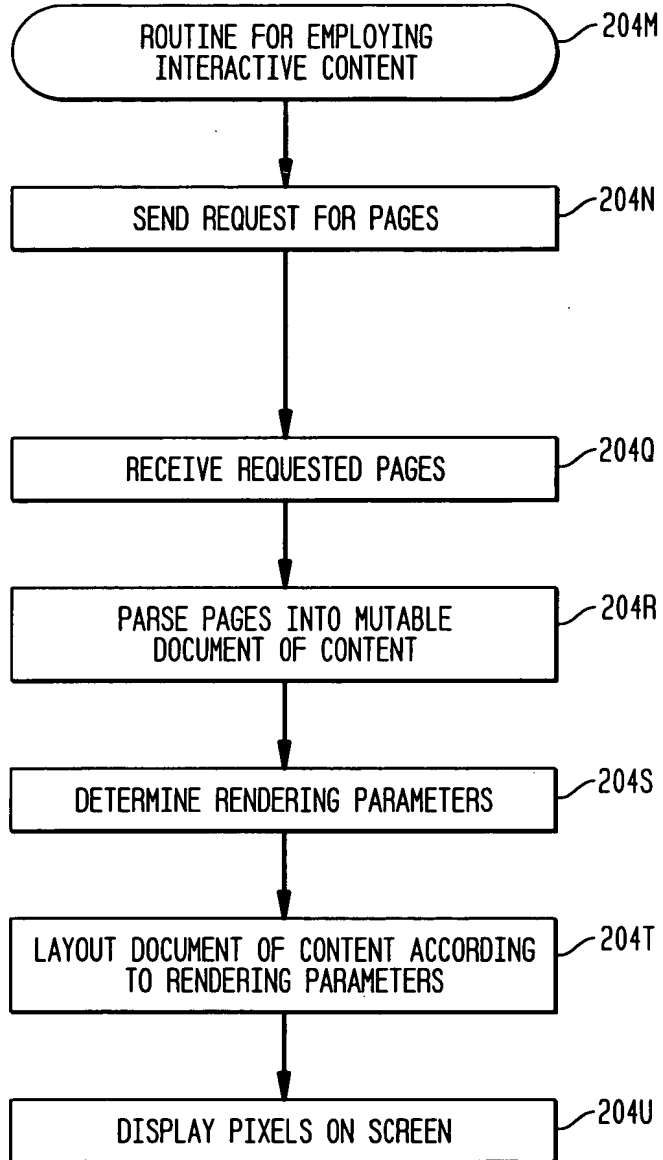 ROUTINE FOR EMPLOYING
INTERACTIVE CONTENT
204M
SEND REQUEST FOR PAGES
204N
RECEIVE REQUESTED PAGES
204Q
PARSE PAGES INTO MUTABLE
DOCUMENT OF CONTENT
204R
DETERMINE RENDERING PARAMETERS
204S
LAYOUT DOCUMENT OF CONTENT ACCORDING
TO RENDERING PARAMETERS
204T
DISPLAY PIXELS ON SCREEN
204U